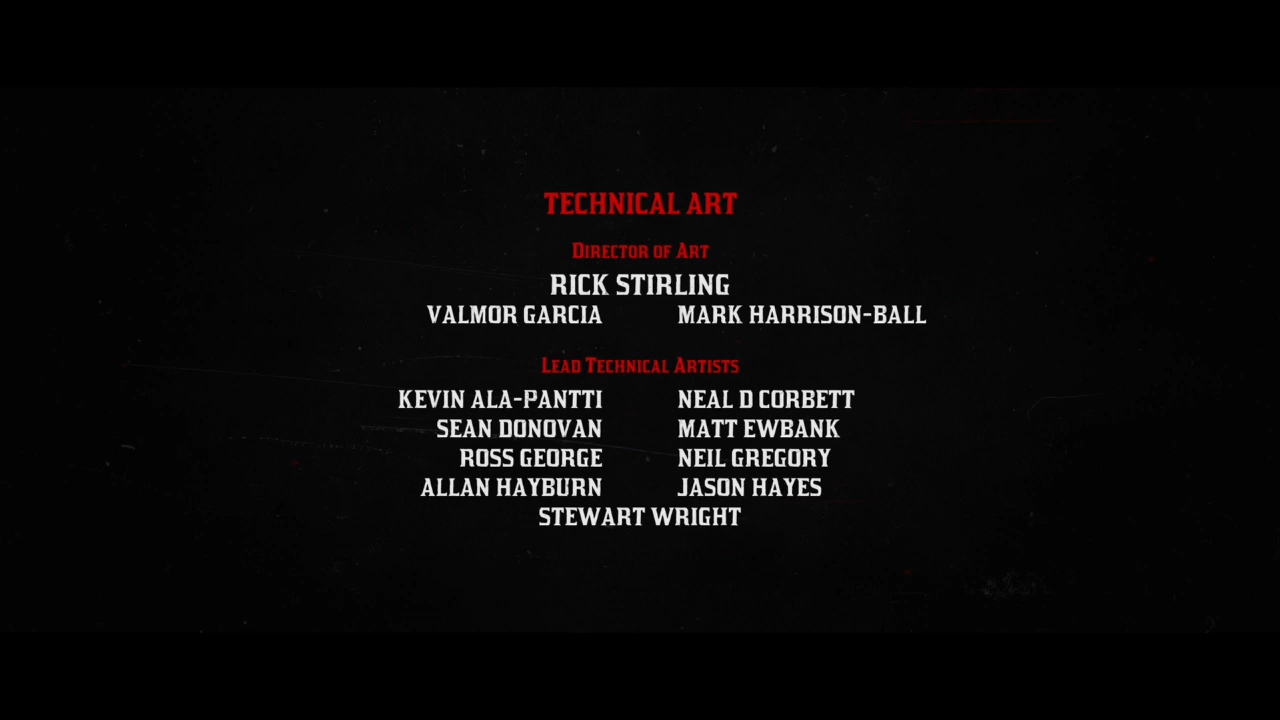 TECHNICAL ART
DIRECTOR OF ART
RICK STIRLING
VALMOR GARCIA MARK HARRISON-BALL
LEAD TECHNICAL ARTISTS
KEVIN ALA-PANTTI NEAL D CORBETT
SEAN DONOVAN MATT EWBANK
ROSS GEORGE NEIL GREGORY
ALLAN HAYBURN JASON HAYES
STEWART WRIGHT